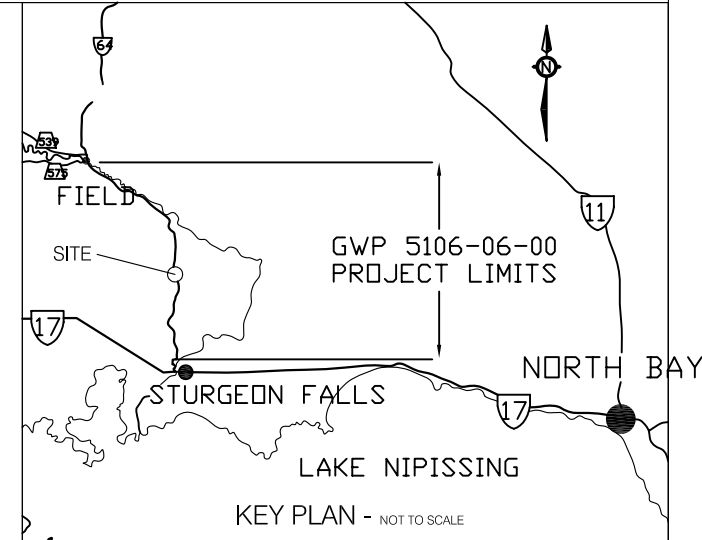 64
N
539
575
FIELD
11
SITE
GWP 5106-06-00
PROJECT LIMITS
17
NORTH BAY
STURGEON FALLS
17
LAKE NIPISSING
KEY PLAN - NOT TO SCALE